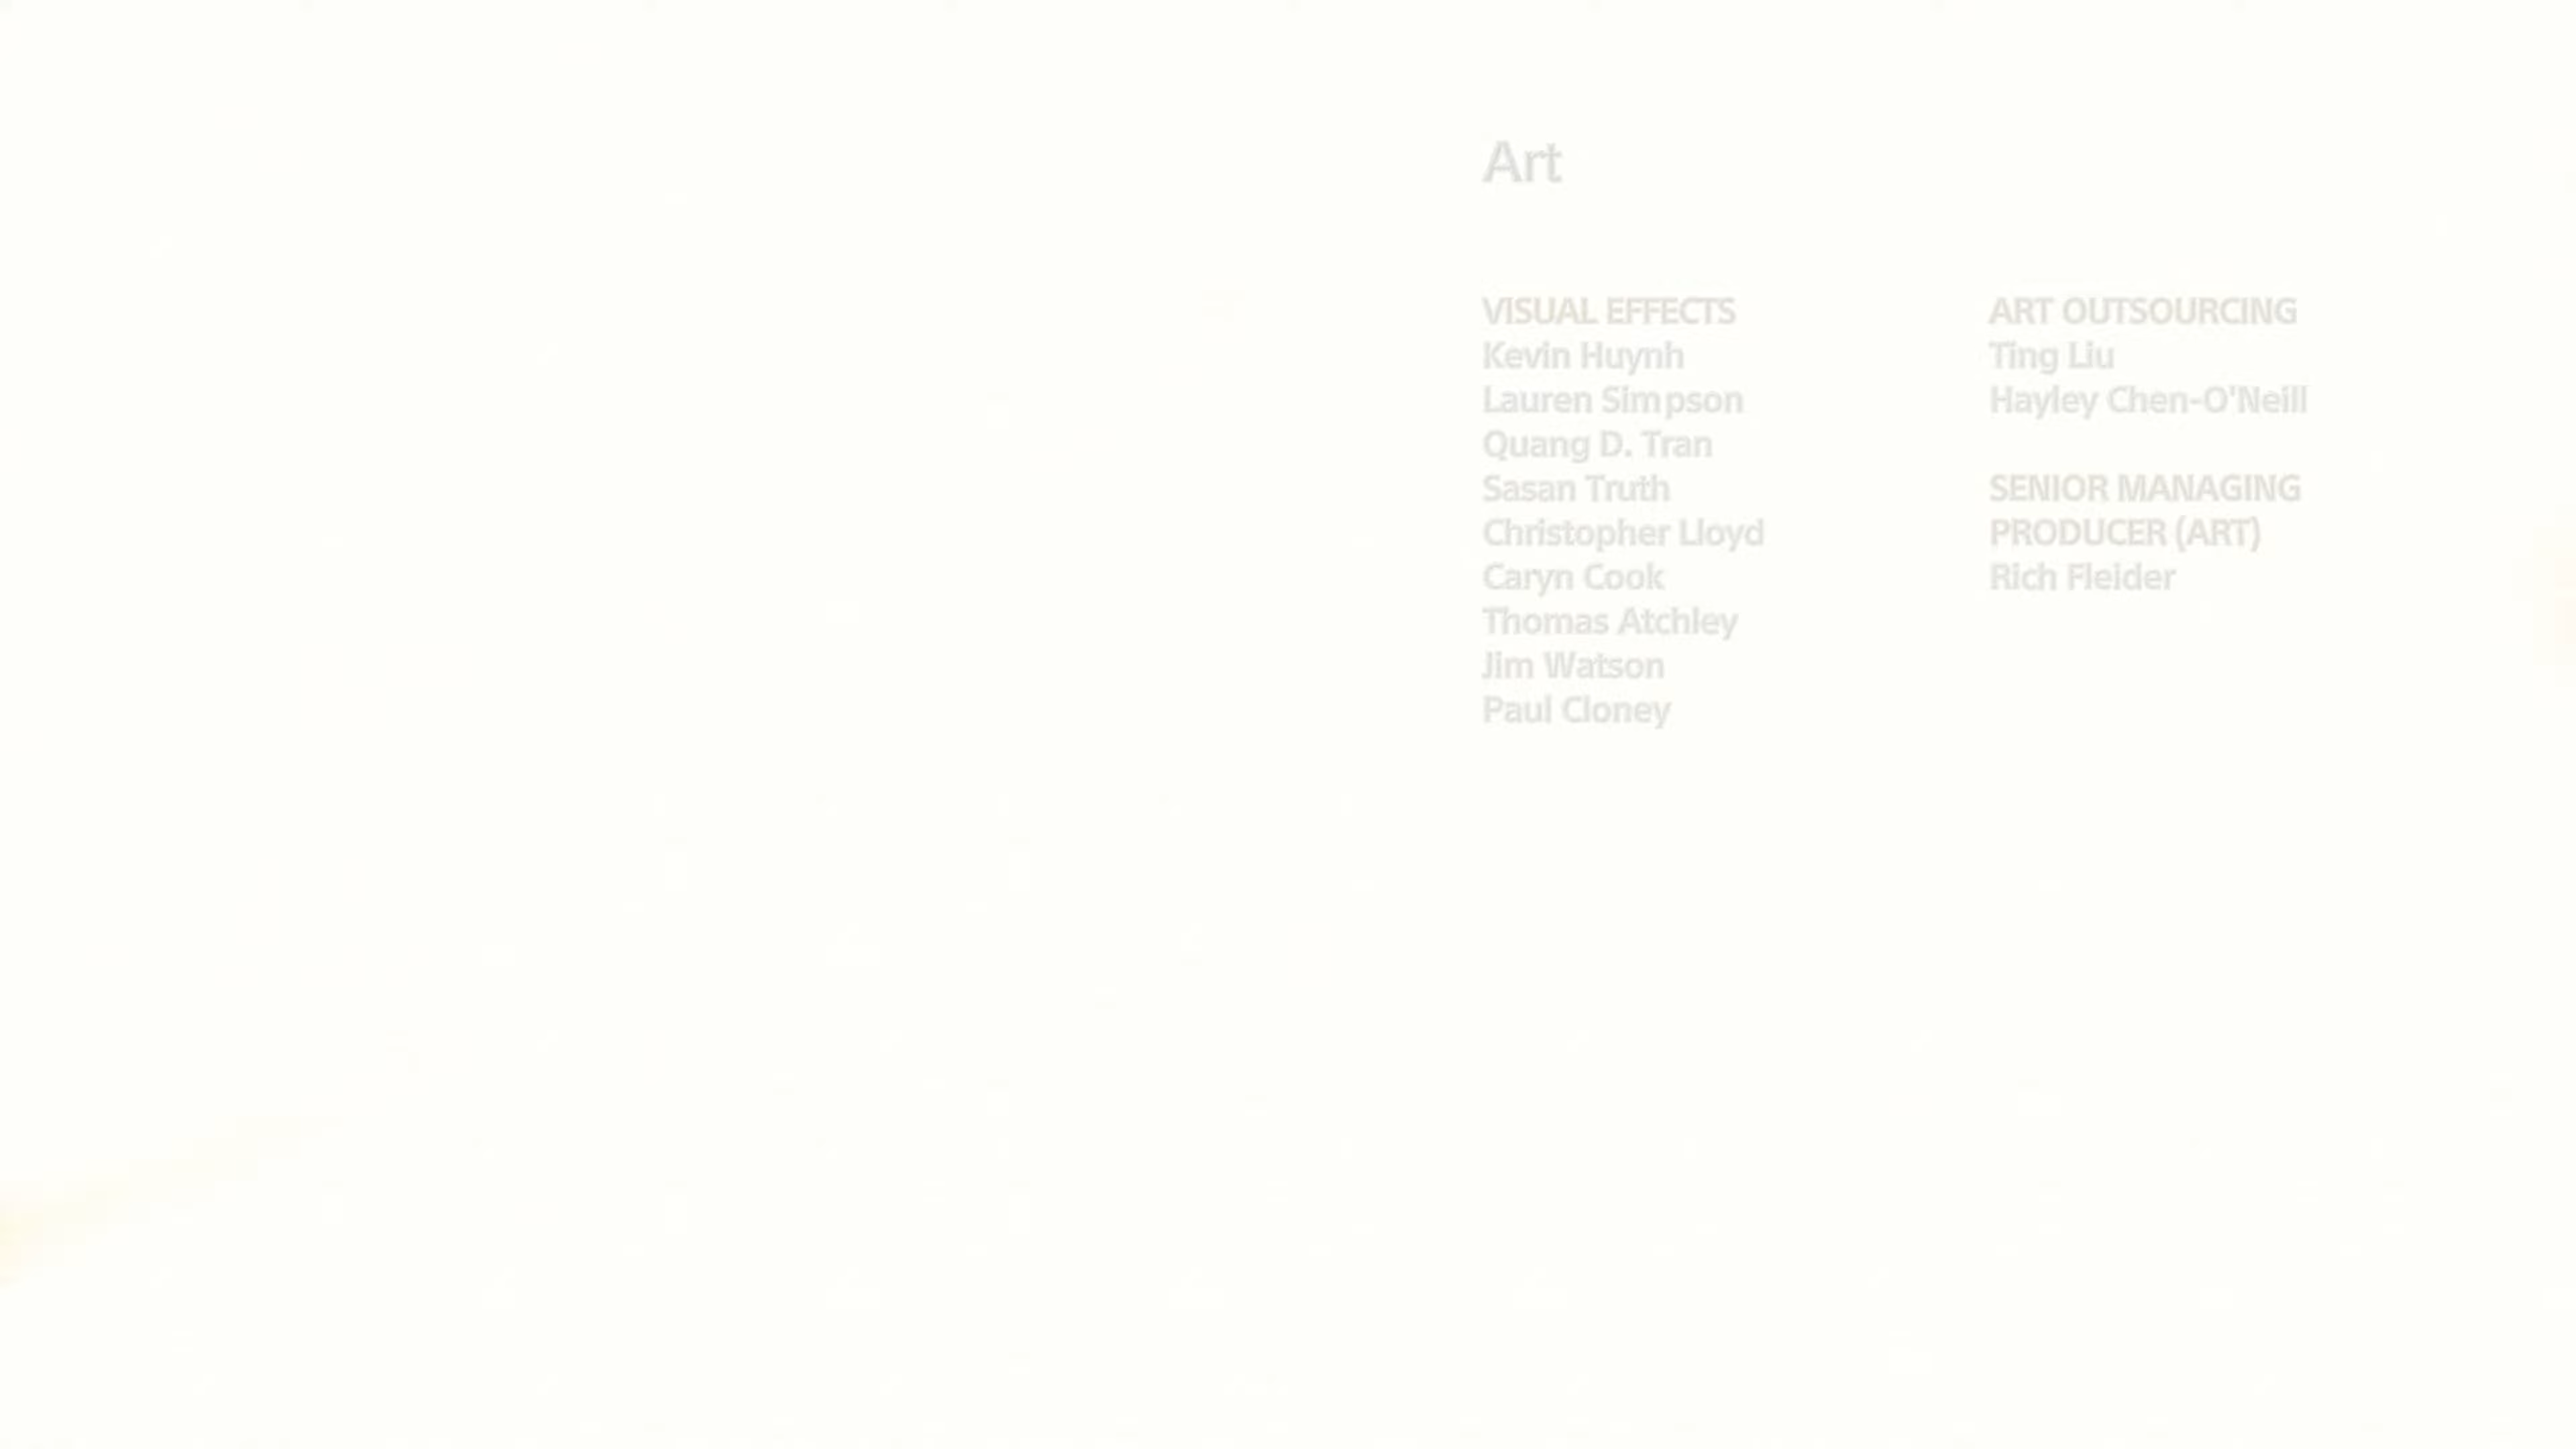 Art
VISUAL EFFECTS
Kevin Huynh
Lauren Simpson
Quang D. Tran
Sasan Truth
Christopher Lloyd
Caryn Cook
Thomas Atchley
Jim Watson
Paul Cloney
ART OUTSOURCING
Ting Liu
Hayley Chen-O'Neill
SENIOR MANAGING
PRODUCER (ART)
Rich Fleider